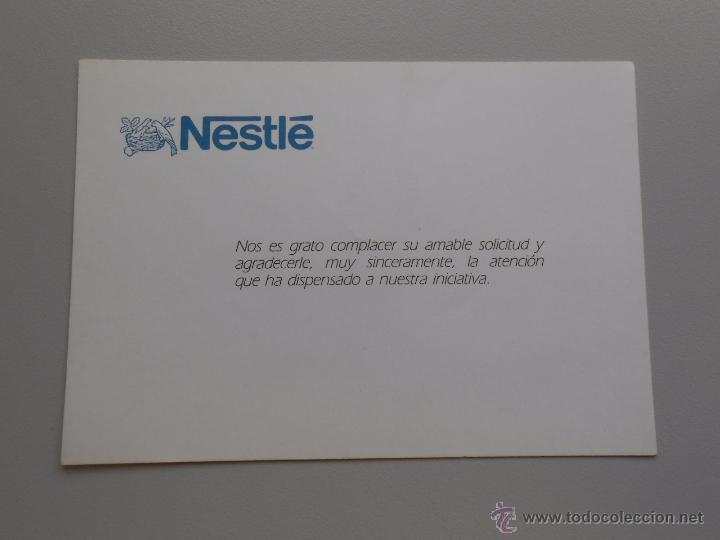 Nestlé
Nos es grato complacer su amable solicitud y
agradecerle, muy sinceramente, la atención
que ha dispensado a nuestra iniciativa.
© www.todocoleccion.net